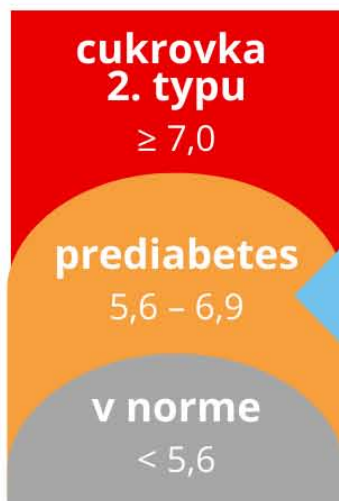 cukrovka
2. typu
≥ 7,0
prediabetes
5,6 – 6,9
v norme
< 5,6